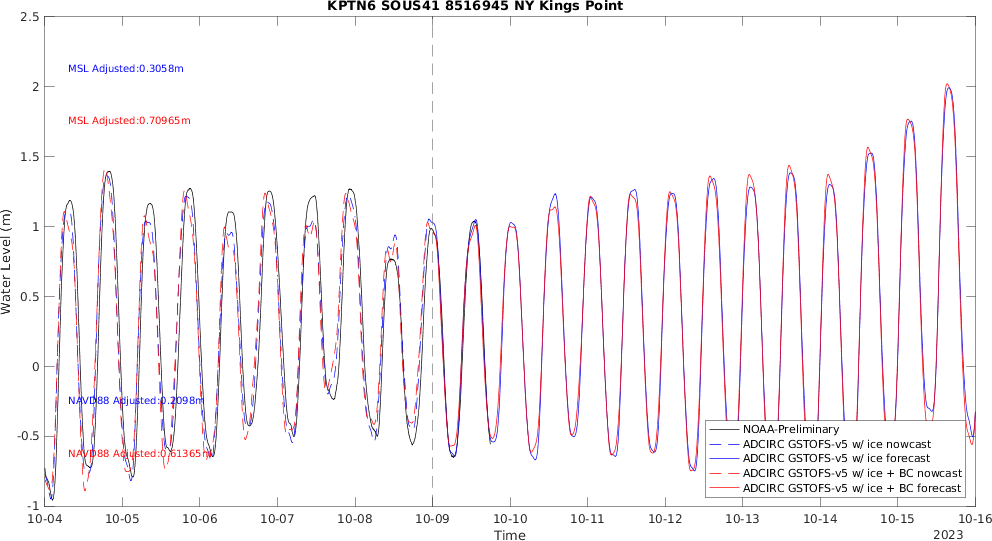 KPTN6 SOUS41 8516945 NY Kings Point
2.5
2
1.5
1
0.5
0
-0.5
-1
Water Level (m)
MSL Adjusted:0.3058m
MSL Adjusted:0.70965m
NAVD88 Adjusted:0.2098m
NAVD88 Adjusted:0.61365m
NOAA-Preliminary
ADCIRC GSTOFS-v5 w/ ice nowcast
ADCIRC GSTOFS-v5 w/ ice forecast
ADCIRC GSTOFS-v5 w/ ice + BC nowcast
ADCIRC GSTOFS-v5 w/ ice + BC forecast
10-04 10-05 10-06 10-07 10-08 10-09 10-10 10-11 10-12 10-13 10-14 10-15 10-16
Time
2023